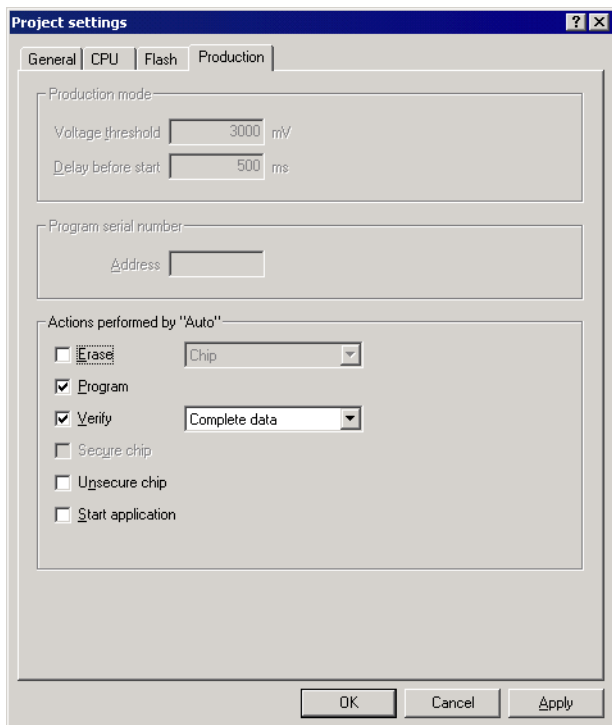 Project settings
General CPU Flash Production
Production mode
Voltage threshold 3000 mV
Delay before start 500 ms
Program serial number
Address
Actions performed by "Auto"
Erase Chip
Program
Verify Complete data
Secure chip
Unsecure chip
Start application
OK Cancel Apply